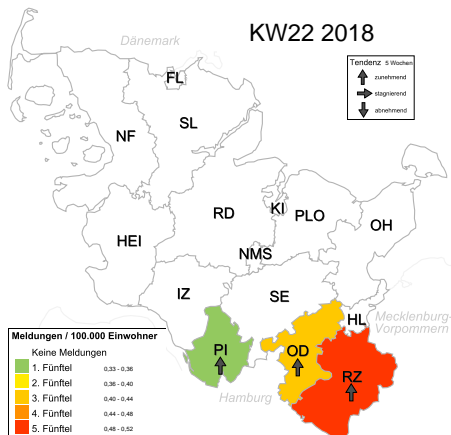 KW22 2018
Dänemark
Tendenz 5 Wochen
zunehmend
stagnierend
abnehmend
FL
SL
NF
RD
KI
PLO
OH
HEI
NMS
IZ
SE
HL
Mecklenburg-
Vorpommern
PI
OD
RZ
Hamburg
Meldungen / 100.000 Einwohner
Keine Meldungen
1. Fünftel 0,33 - 0,36
2. Fünftel 0,36 - 0,40
3. Fünftel 0,40 - 0,44
4. Fünftel 0,44 - 0,48
5. Fünftel 0,48 - 0,52